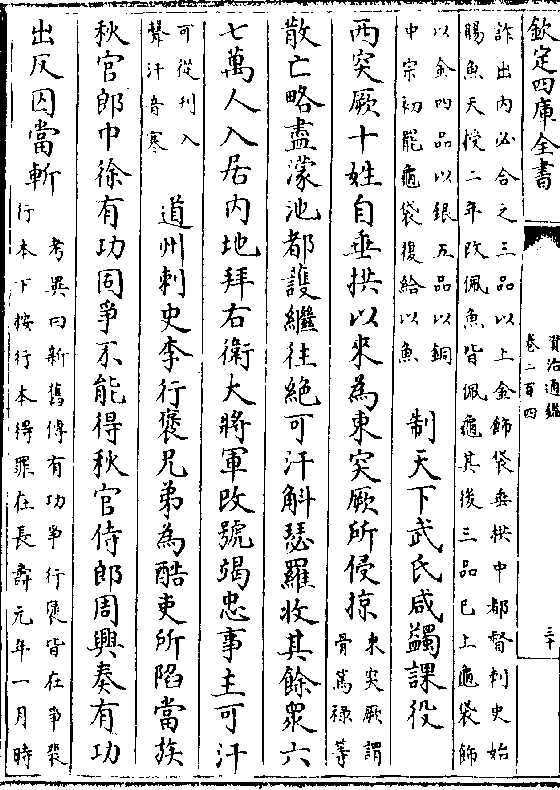 欽定四庫全書
資治通鑑
卷二百四
三十
詐出內必合之三品以上金飾袋垂拱中都督刺史始
賜魚天授二年改佩魚皆佩龜其後三品已上龜袋飾
以金四品以銀五品以銅
中宗初罷龜袋復給以魚
制天下武氏咸蠲課役
西突厥十姓自垂拱以來為東突厥所侵掠
東突厥謂
骨篤禄等
散亡略盡濛池都護繼往絶可汗斛瑟羅收其餘衆六
七萬人入居内地拜右衛大將軍改號竭忠事主可汗
可從刋入
聲汗音寒
道州刺史李行褒兄弟為酷吏所陷當族
秋官郎中徐有功固爭不能得秋官侍郎周興奏有功
出反囚當斬
考異曰新舊傳有功爭行褒皆在爭裴
行本下按行本得罪在長壽元年一月時